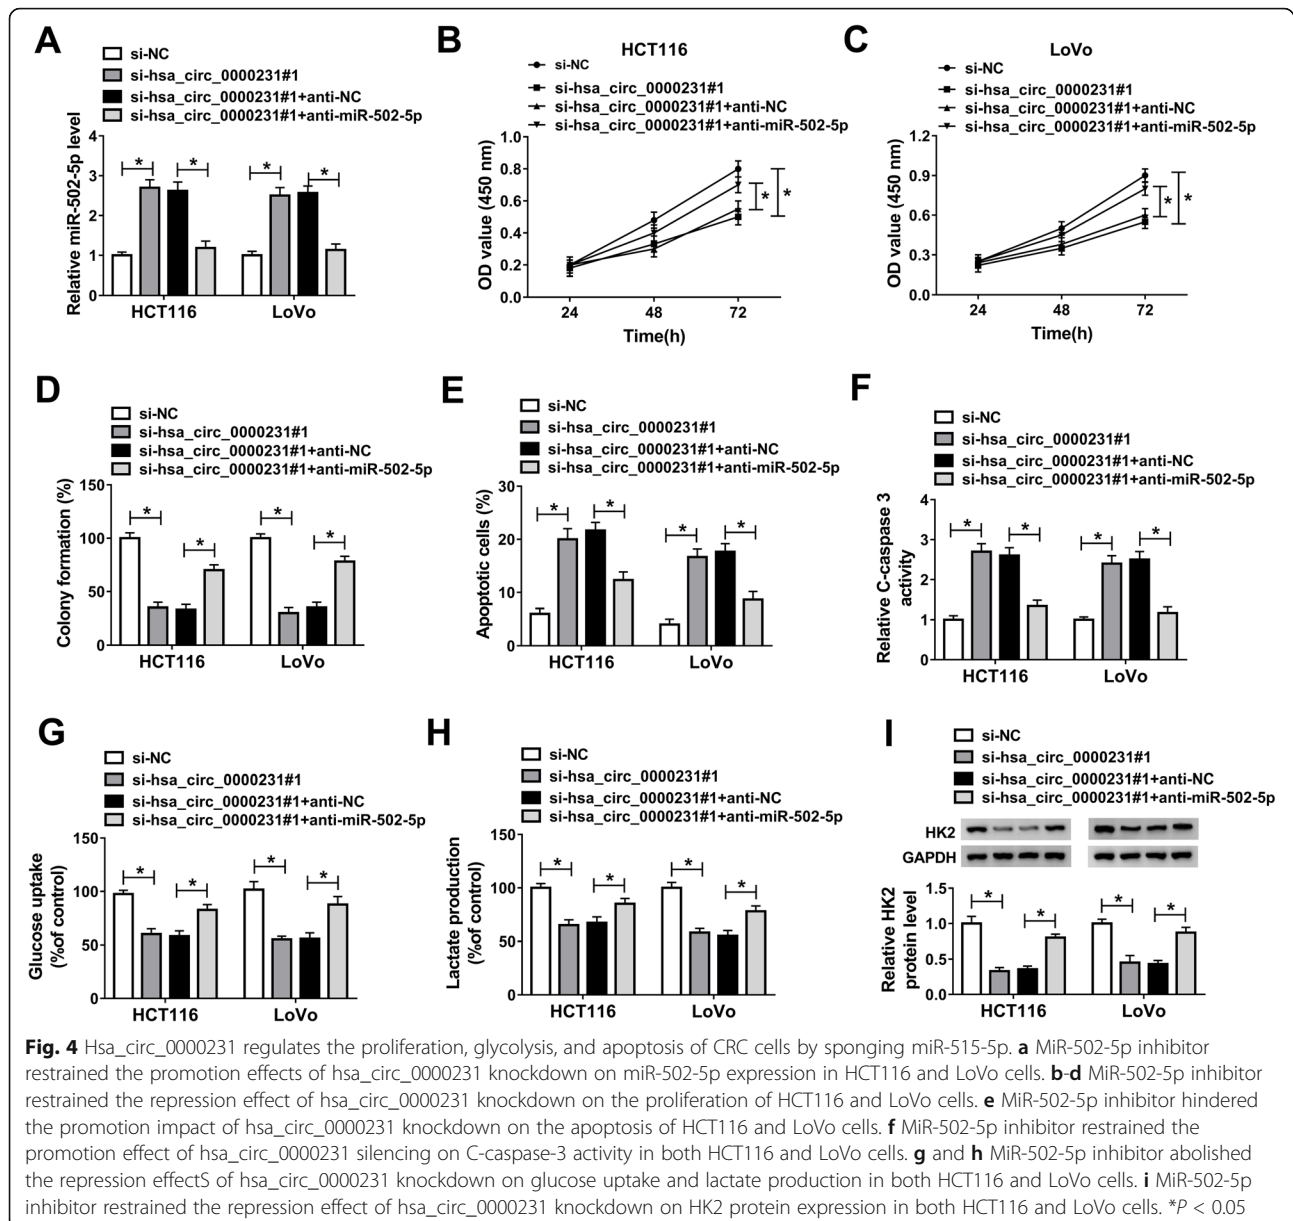 A
si-NC
si-hsa_circ_0000231#1
si-hsa_circ_0000231#1+anti-NC
si-hsa_circ_0000231#1+anti-miR-502-5p
Relative miR-502-5p level
4
3
2
1
0
* * * *
HCT116 LoVo
B
HCT116
si-NC
si-hsa_circ_0000231#1
si-hsa_circ_0000231#1+anti-NC
si-hsa_circ_0000231#1+anti-miR-502-5p
OD value (450 nm)
1.0
0.8
0.6
0.4
0.2
0.0
* *
24 48 72
Time(h)
C
LoVo
si-NC
si-hsa_circ_0000231#1
si-hsa_circ_0000231#1+anti-NC
si-hsa_circ_0000231#1+anti-miR-502-5p
OD value (450 nm)
1.2
0.9
0.6
0.3
0.0
* *
24 48 72
Time(h)
D
si-NC
si-hsa_circ_0000231#1
si-hsa_circ_0000231#1+anti-NC
si-hsa_circ_0000231#1+anti-miR-502-5p
Colony formation (%)
150
100
50
0
* * * *
HCT116 LoVo
E
si-NC
si-hsa_circ_0000231#1
si-hsa_circ_0000231#1+anti-NC
si-hsa_circ_0000231#1+anti-miR-502-5p
Apoptotic cells (%)
30
20
10
0
* * * *
HCT116 LoVo
F
si-NC
si-hsa_circ_0000231#1
si-hsa_circ_0000231#1+anti-NC
si-hsa_circ_0000231#1+anti-miR-502-5p
Relative C-caspase 3
activity
4
3
2
1
0
* * * *
HCT116 LoVo
G
si-NC
si-hsa_circ_0000231#1
si-hsa_circ_0000231#1+anti-NC
si-hsa_circ_0000231#1+anti-miR-502-5p
Glucose uptake
(%of control)
150
100
50
0
* * * *
HCT116 LoVo
H
si-NC
si-hsa_circ_0000231#1
si-hsa_circ_0000231#1+anti-NC
si-hsa_circ_0000231#1+anti-miR-502-5p
Lactate production
(%of control)
150
100
50
0
* * * *
HCT116 LoVo
I
si-NC
si-hsa_circ_0000231#1
si-hsa_circ_0000231#1+anti-NC
si-hsa_circ_0000231#1+anti-miR-502-5p
HK2
GAPDH
Relative HK2
protein level
1.5
1.0
0.5
0.0
* * * *
HCT116 LoVo
Fig. 4 Hsa_circ_0000231 regulates the proliferation, glycolysis, and apoptosis of CRC cells by sponging miR-515-5p. a MiR-502-5p inhibitor
restrained the promotion effects of hsa_circ_0000231 knockdown on miR-502-5p expression in HCT116 and LoVo cells. b-d MiR-502-5p inhibitor
restrained the repression effect of hsa_circ_0000231 knockdown on the proliferation of HCT116 and LoVo cells. e MiR-502-5p inhibitor hindered
the promotion impact of hsa_circ_0000231 knockdown on the apoptosis of HCT116 and LoVo cells. f MiR-502-5p inhibitor restrained the
promotion effect of hsa_circ_0000231 silencing on C-caspase-3 activity in both HCT116 and LoVo cells. g and h MiR-502-5p inhibitor abolished
the repression effectS of hsa_circ_0000231 knockdown on glucose uptake and lactate production in both HCT116 and LoVo cells. i MiR-502-5p
inhibitor restrained the repression effect of hsa_circ_0000231 knockdown on HK2 protein expression in both HCT116 and LoVo cells. *P < 0.05